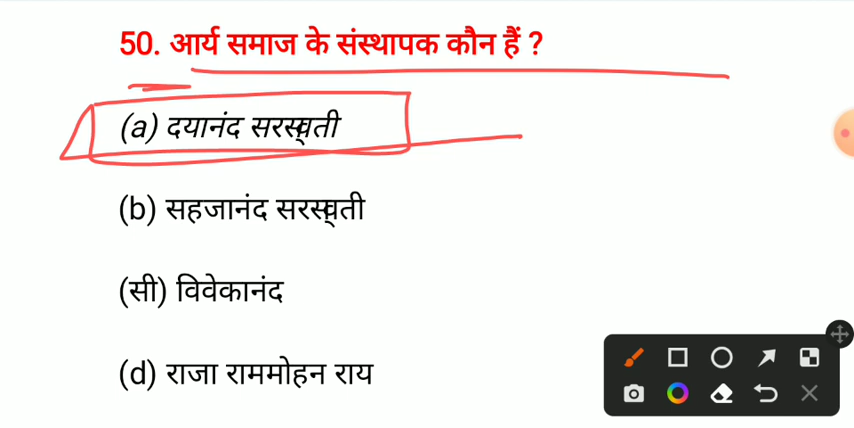 50. आर्य समाज के संस्थापक कौन हैं ?
(a) दयानंद सरस्वती
(b) सहजानंद सरस्वती
(सी) विवेकानंद
(d) राजा राममोहन राय